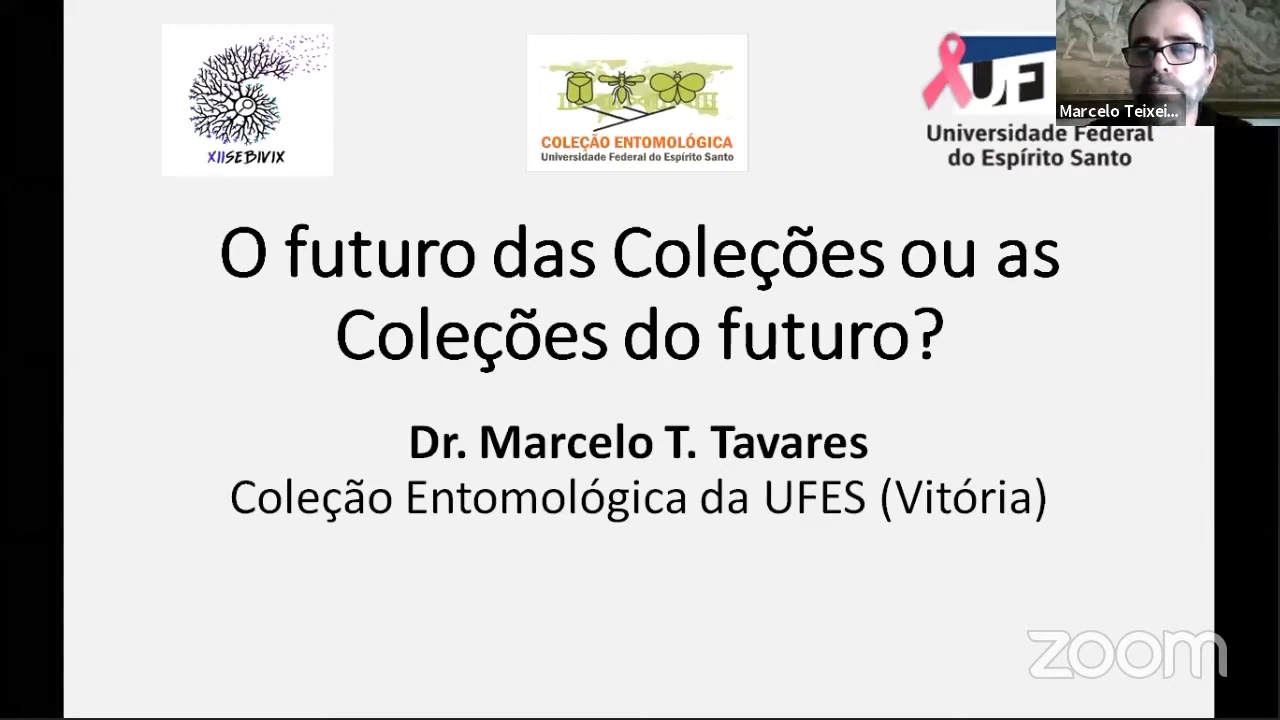 XIISEBIVIX
COLEÇÃO ENTOMOLÓGICA
Universidade Federal do Espírito Santo
UF
Universidade Federal
do Espírito Santo
Marcelo Teixei...
O futuro das Coleções ou as
Coleções do futuro?
Dr. Marcelo T. Tavares
Coleção Entomológica da UFES (Vitória)
zoom